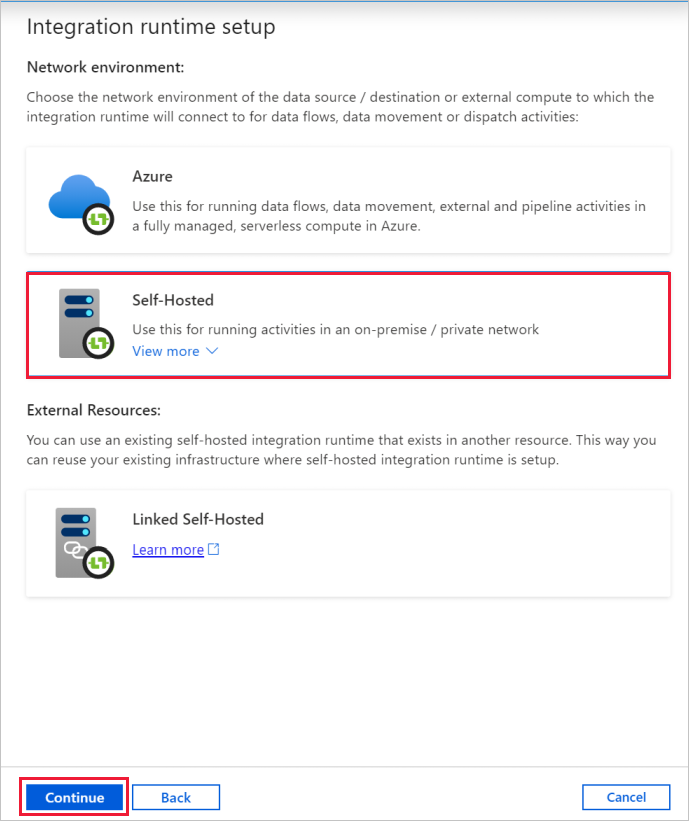 Integration runtime setup
Network environment:
Choose the network environment of the data source / destination or external compute to which the
integration runtime will connect to for data flows, data movement or dispatch activities:
Azure
Use this for running data flows, data movement, external and pipeline activities in
a fully managed, serverless compute in Azure.
Self-Hosted
Use this for running activities in an on-premise / private network
View more
External Resources:
You can use an existing self-hosted integration runtime that exists in another resource. This way you
can reuse your existing infrastructure where self-hosted integration runtime is setup.
Linked Self-Hosted
Learn more
Continue
Back
Cancel